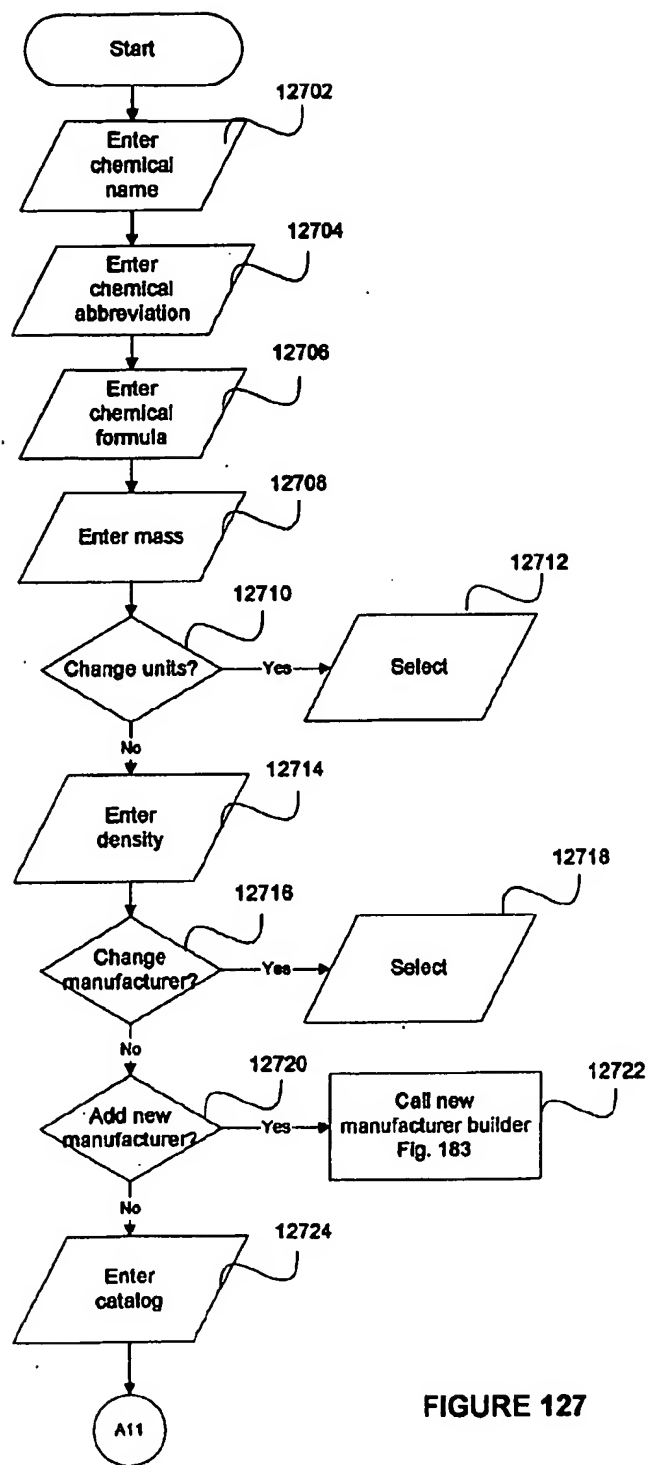 Start
12702
Enter
chemical
name
12704
Enter
chemical
abbreviation
12706
Enter
chemical
formula
12708
Enter mass
12710
12712
Change units?
Yes
Select
No
12714
Enter
density
12716
12718
Change
manufacturer?
Yes
Select
No
12720
12722
Add new
manufacturer?
Yes
Call new
manufacturer builder
Fig. 183
No
12724
Enter
catalog
A11
FIGURE 127